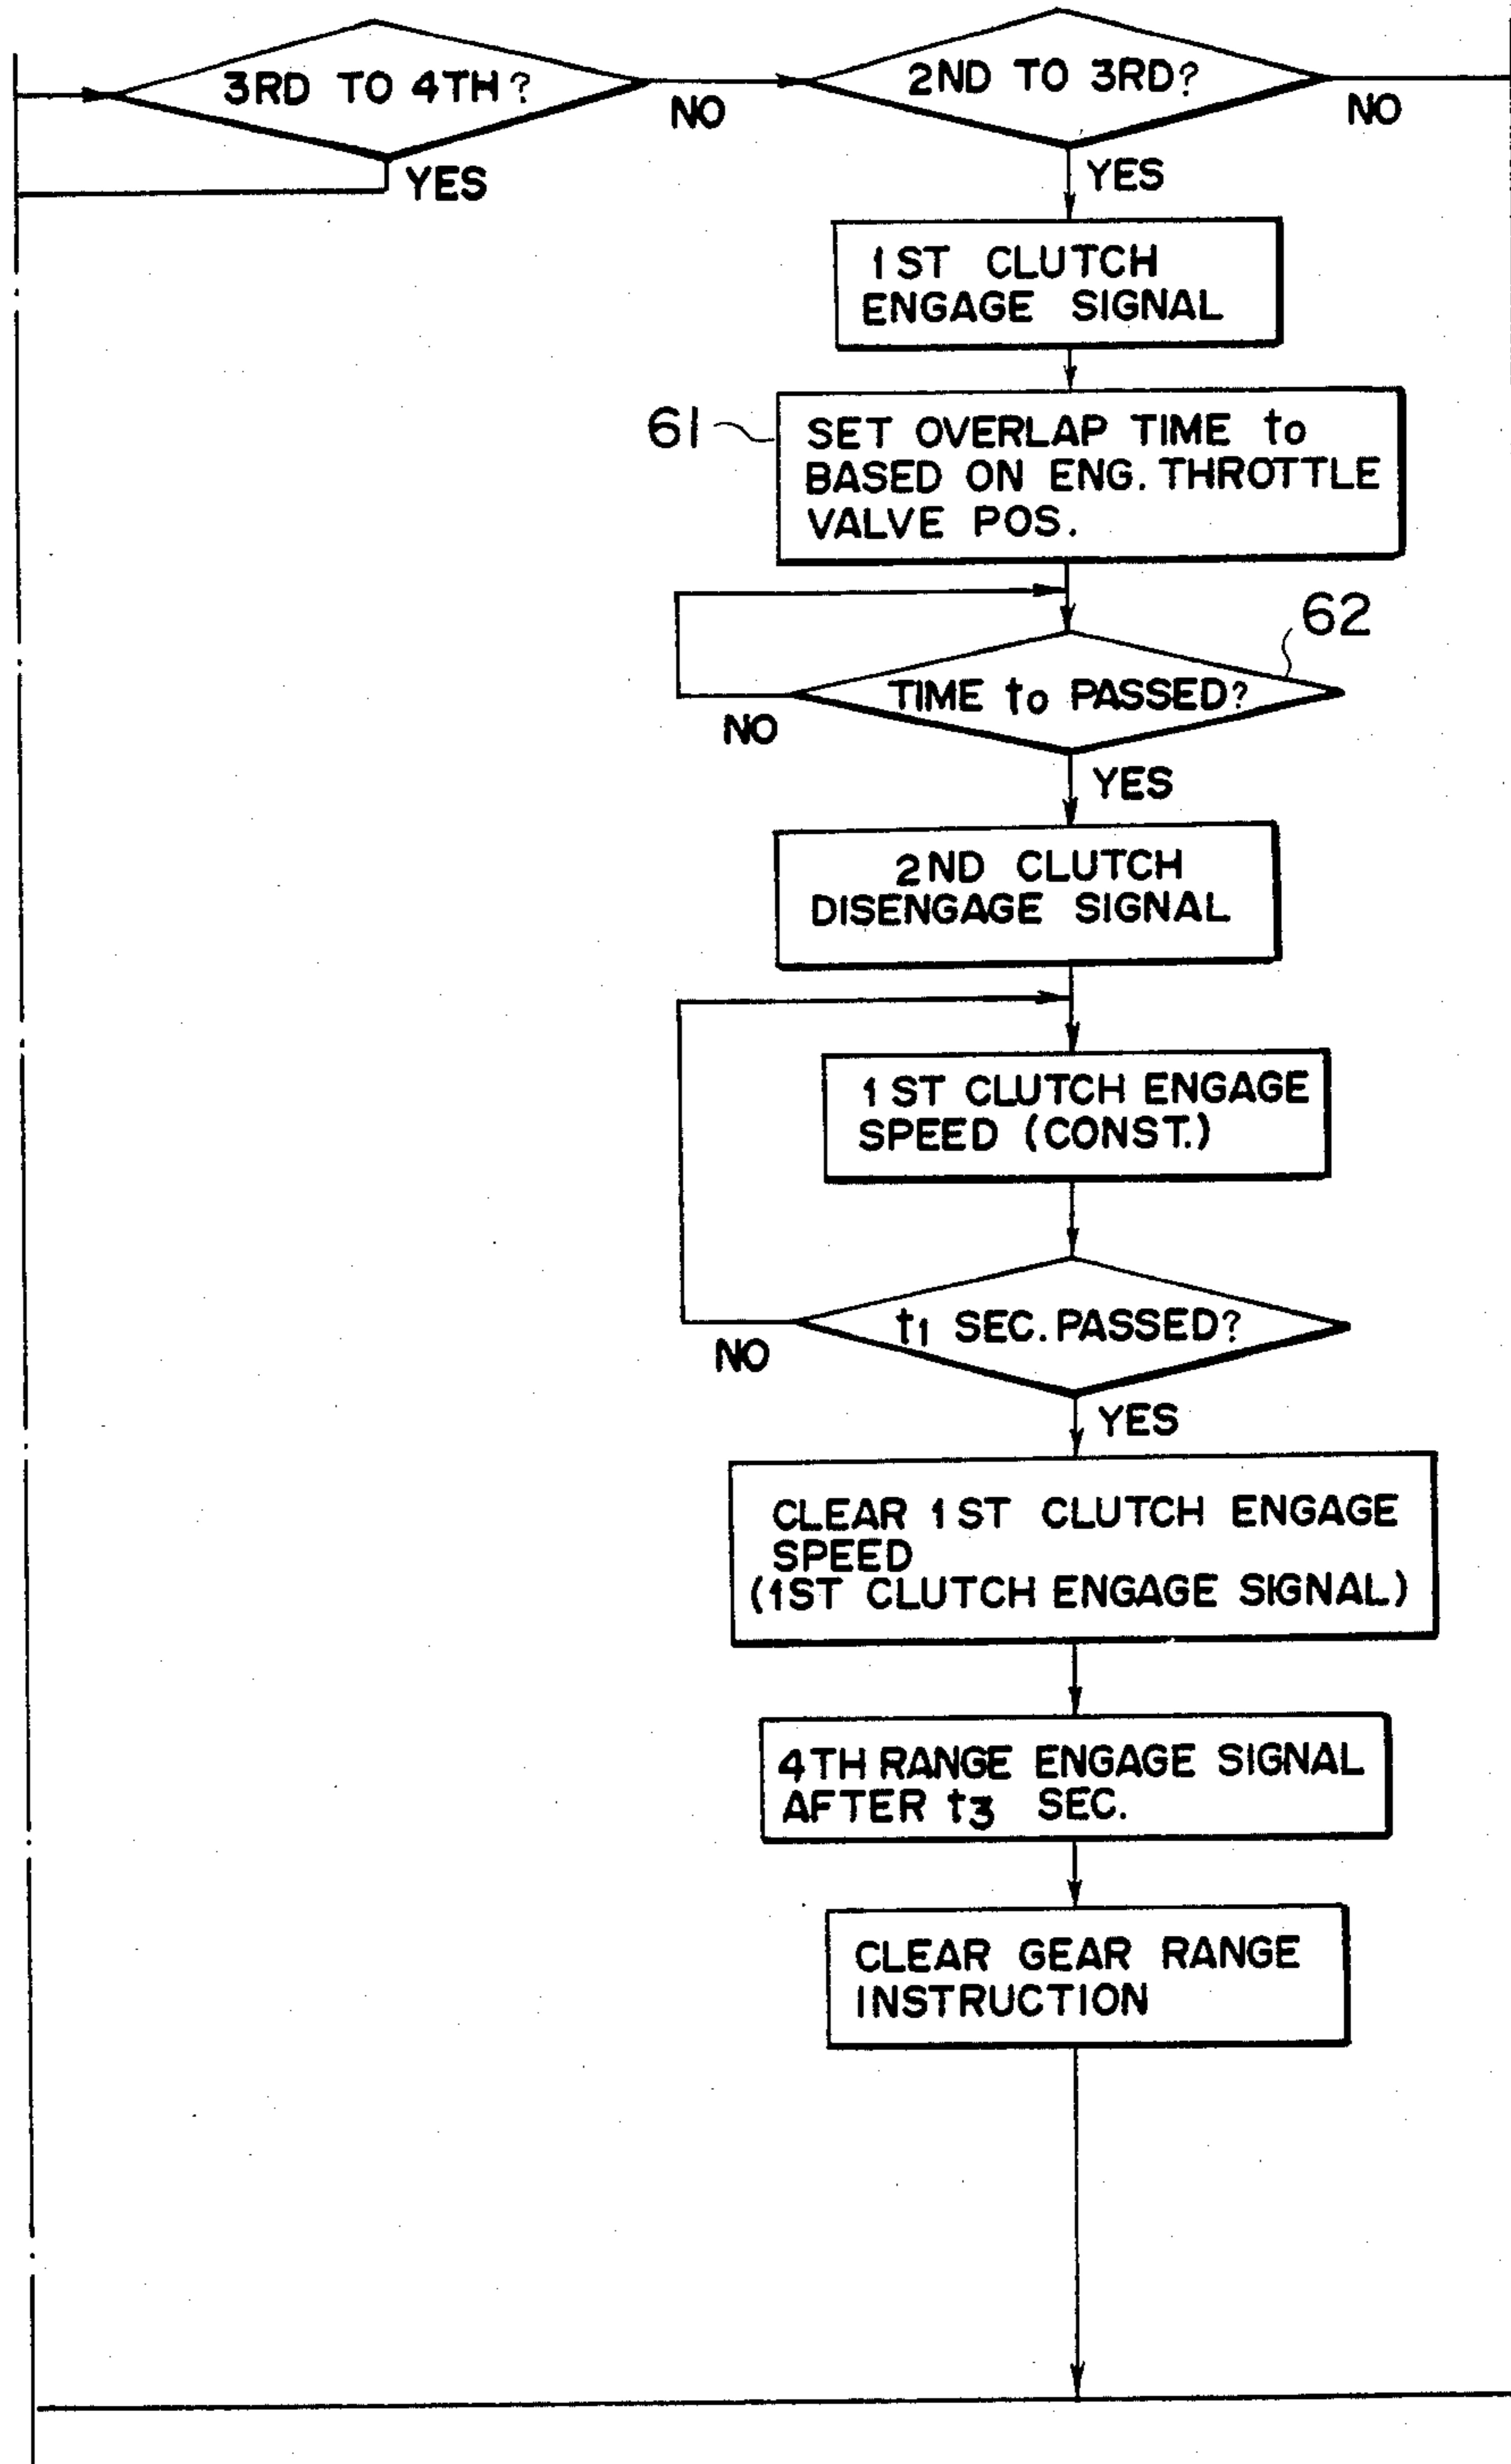 3RD TO 4TH?
NO
YES
2ND TO 3RD?
NO
YES
1ST CLUTCH
ENGAGE SIGNAL
61
SET OVERLAP TIME to
BASED ON ENG. THROTTLE
VALVE POS.
62
TIME to PASSED?
NO
YES
2ND CLUTCH
DISENGAGE SIGNAL
1ST CLUTCH ENGAGE
SPEED (CONST.)
t1 SEC. PASSED?
NO
YES
CLEAR 1ST CLUTCH ENGAGE
SPEED
(1ST CLUTCH ENGAGE SIGNAL)
4TH RANGE ENGAGE SIGNAL
AFTER t3 SEC.
CLEAR GEAR RANGE
INSTRUCTION